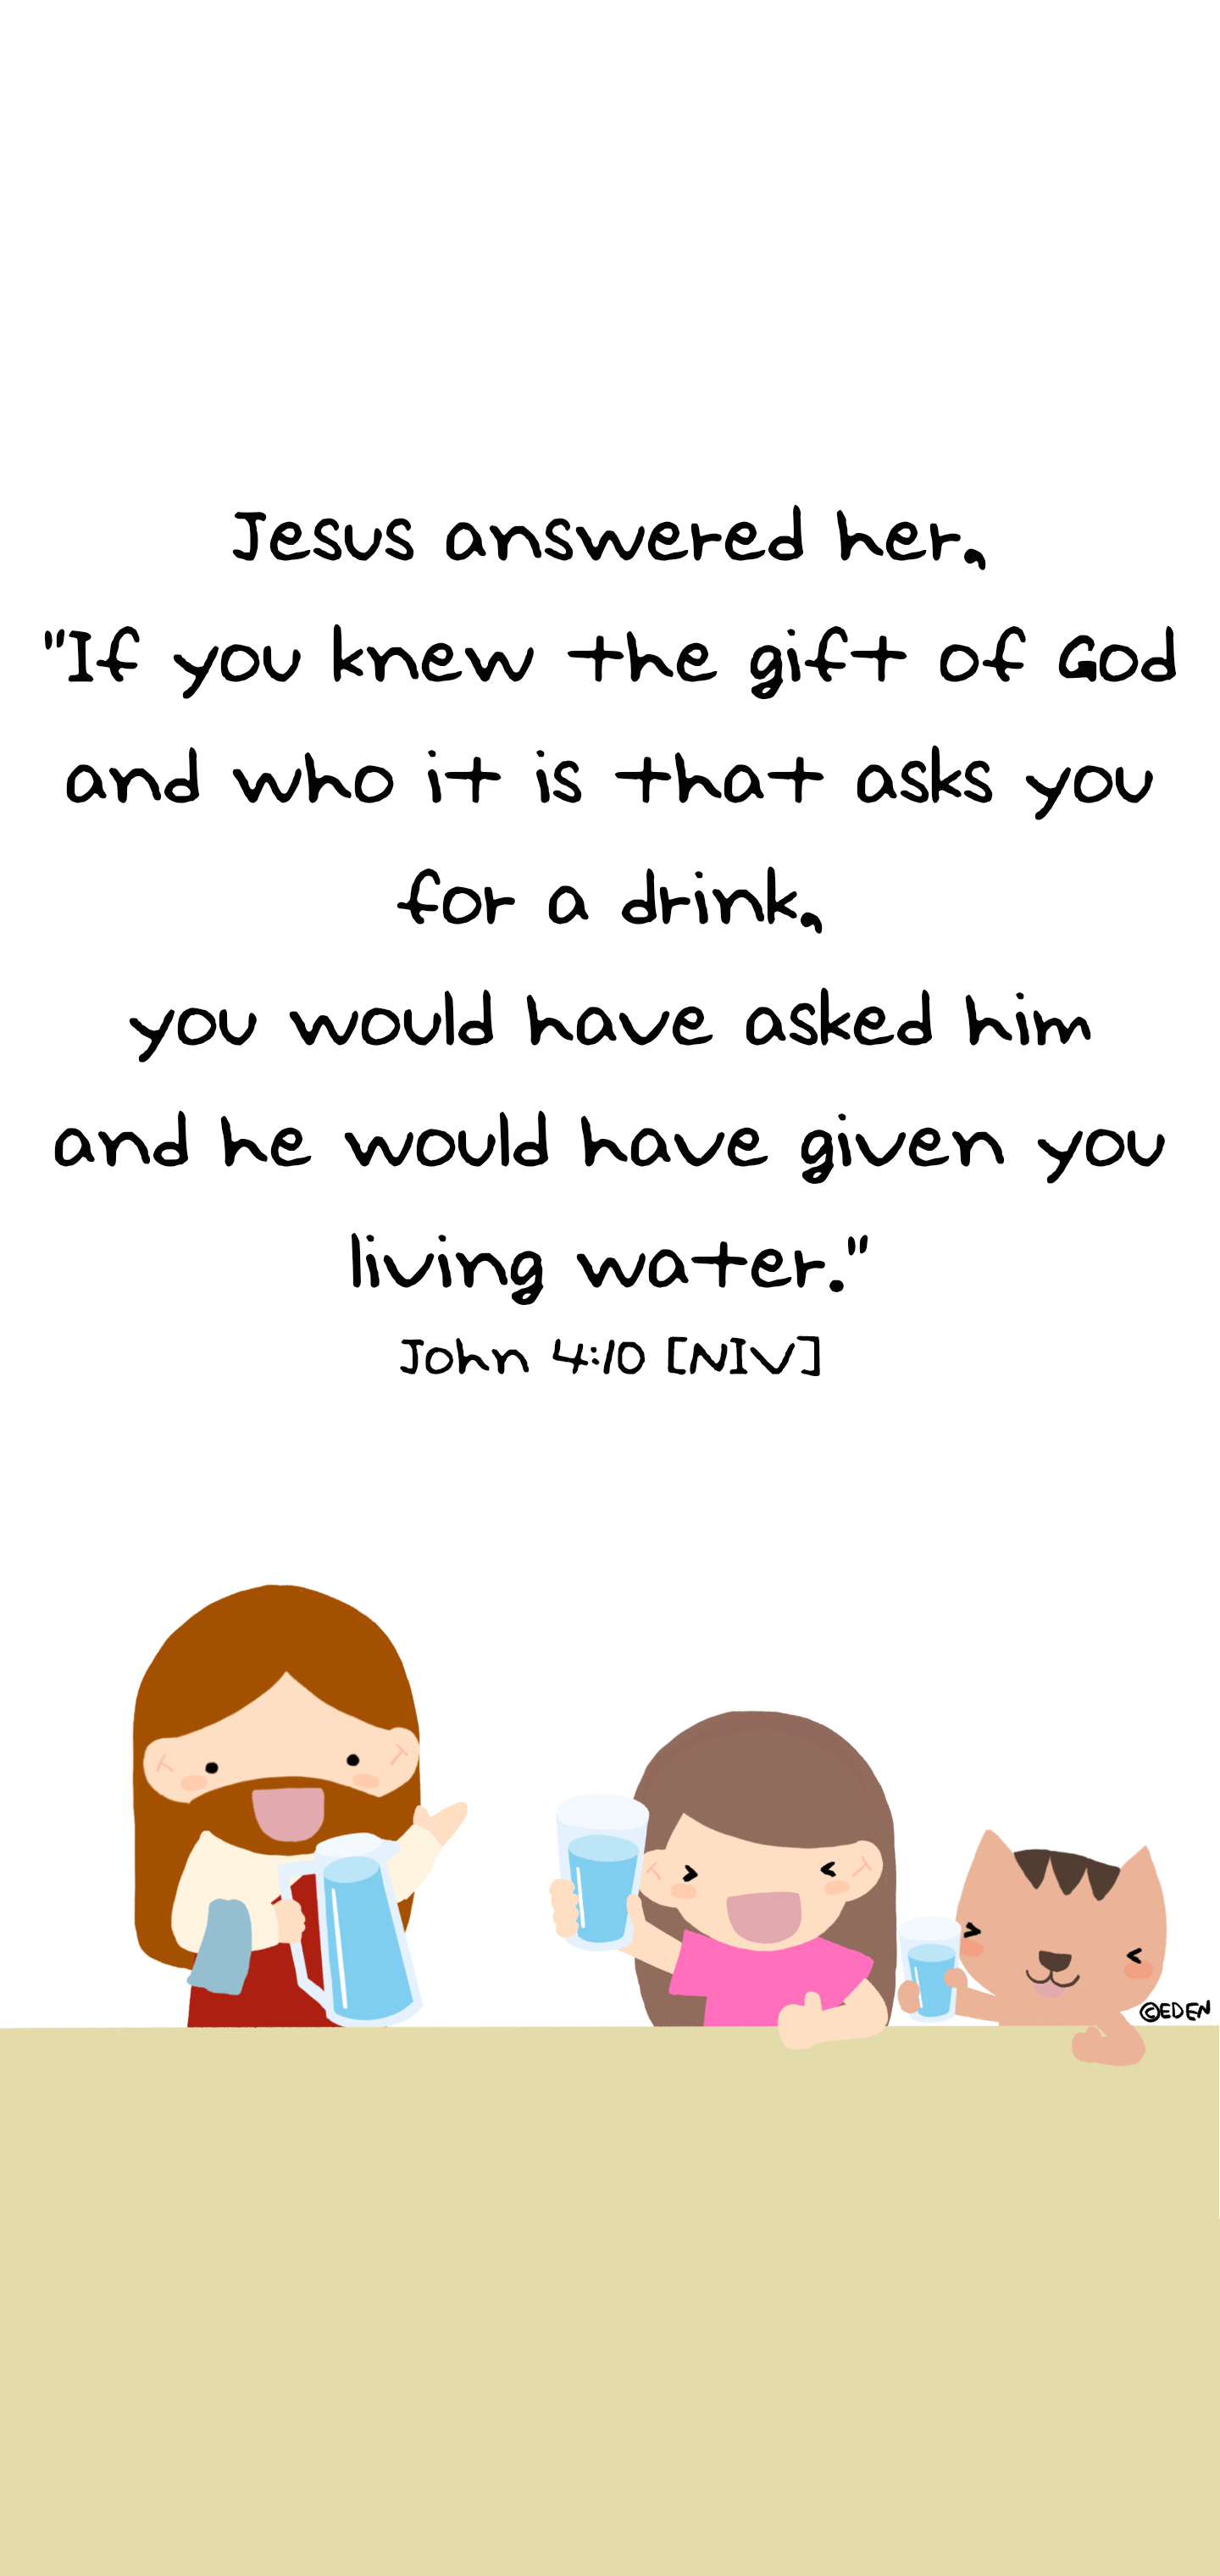 Jesus answered her,
"If you knew the gift of God
and who it is that asks you
for a drink,
you would have asked him
and he would have given you
living water."
John 4:10 [NIV]
©EDEN